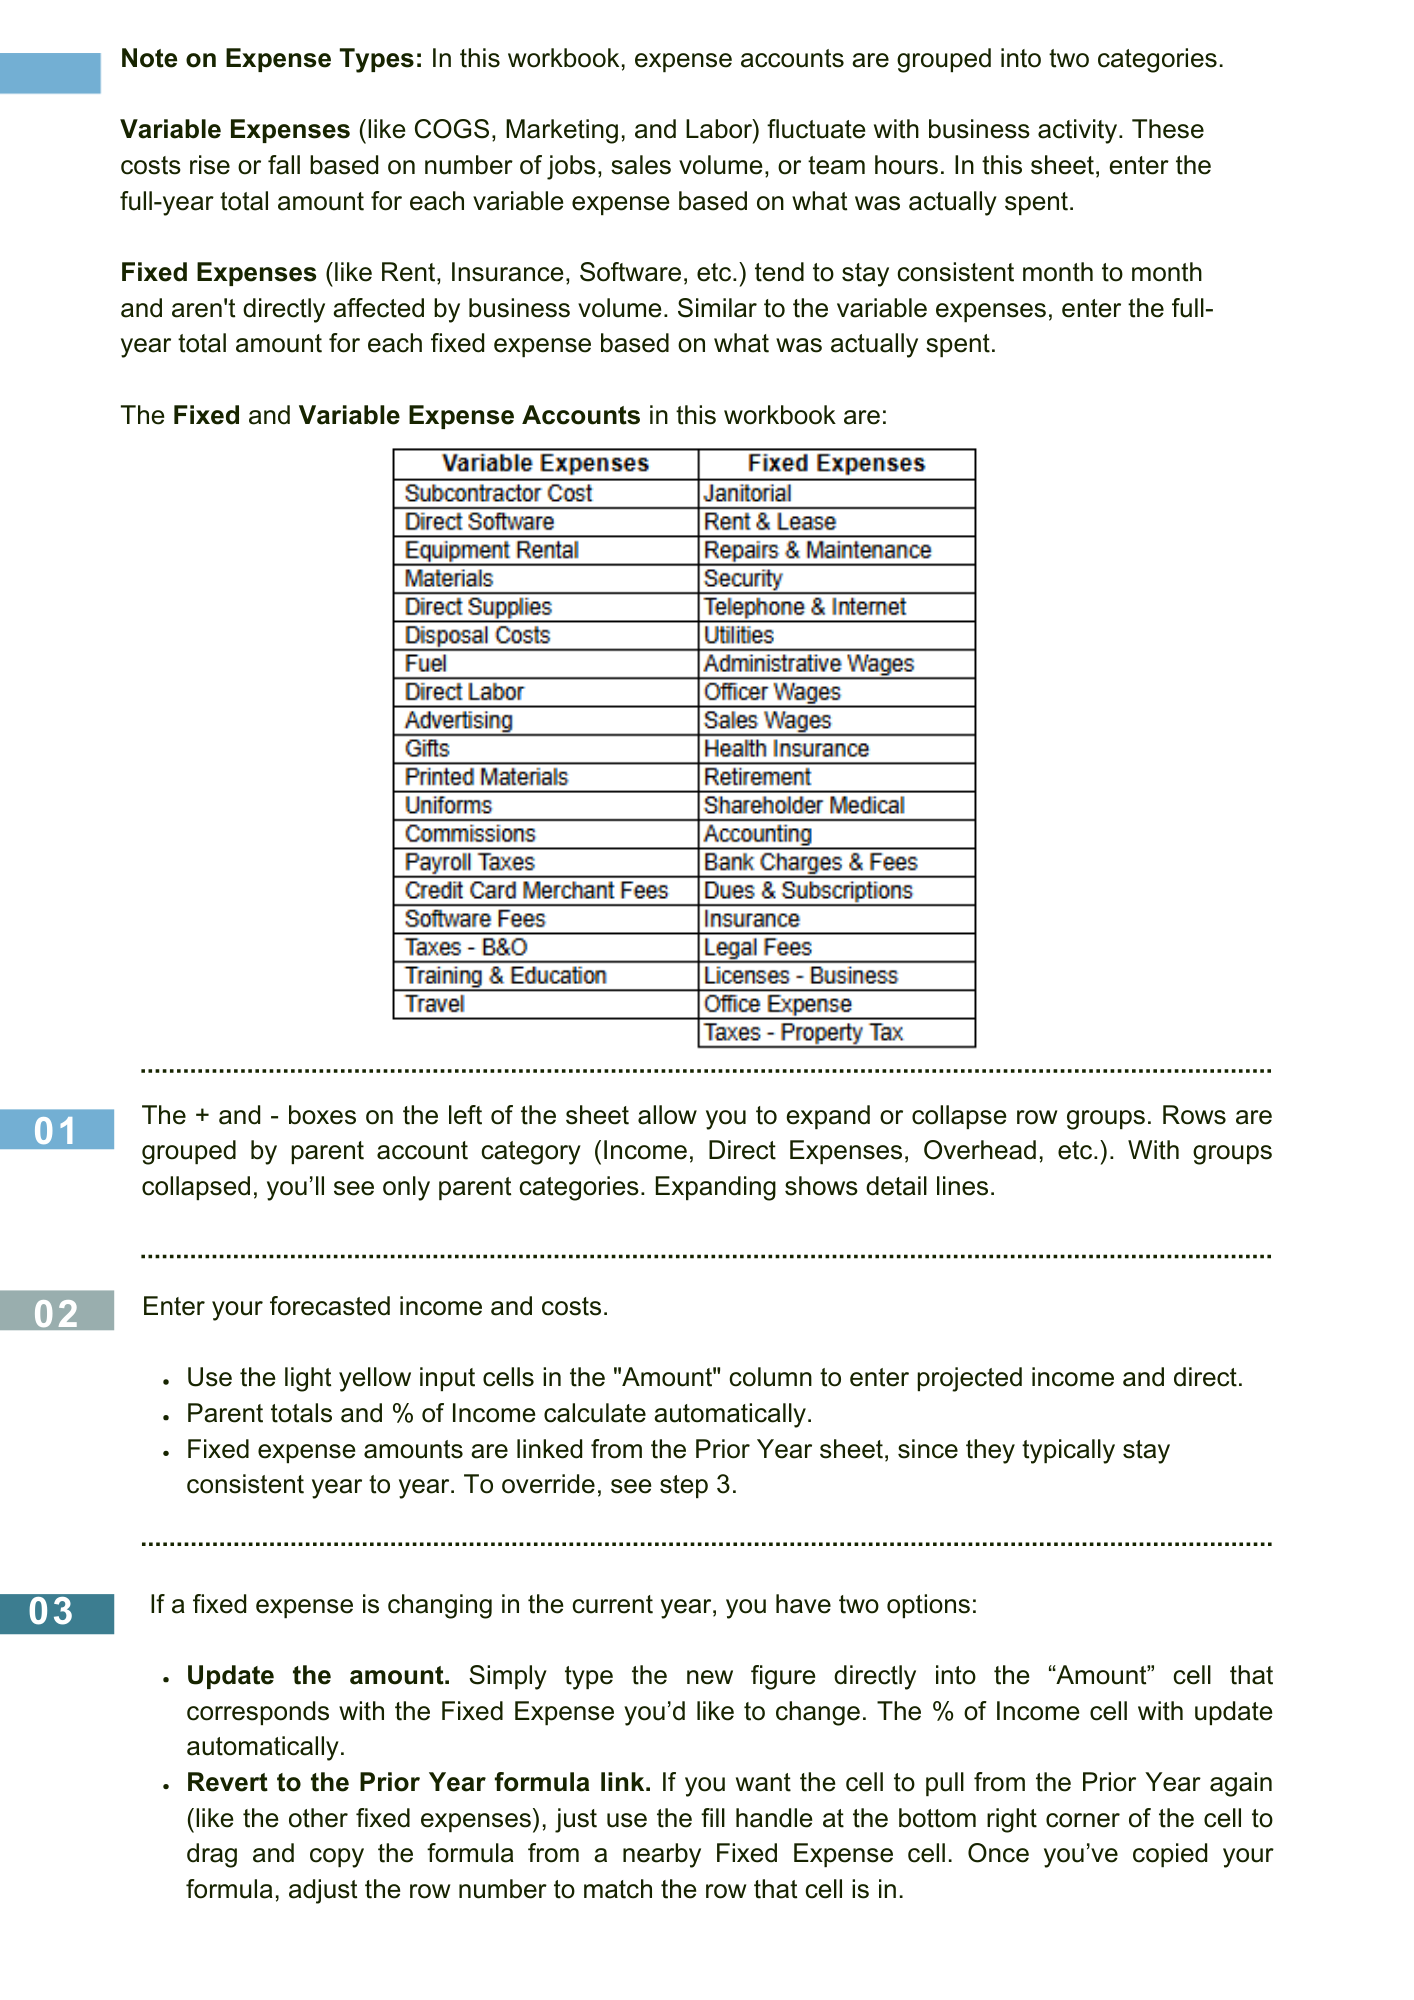 Note on Expense Types: In this workbook, expense accounts are grouped into two categories.
Variable Expenses (like COGS, Marketing, and Labor) fluctuate with business activity. These
costs rise or fall based on number of jobs, sales volume, or team hours. In this sheet, enter the
full-year total amount for each variable expense based on what was actually spent.
Fixed Expenses (like Rent, Insurance, Software, etc.) tend to stay consistent month to month
and aren't directly affected by business volume. Similar to the variable expenses, enter the full-
year total amount for each fixed expense based on what was actually spent.
The Fixed and Variable Expense Accounts in this workbook are:
Variable Expenses Fixed Expenses
Subcontractor Cost Janitorial
Direct Software Rent & Lease
Equipment Rental Repairs & Maintenance
Materials Security
Direct Supplies Telephone & Internet
Disposal Costs Utilities
Fuel Administrative Wages
Direct Labor Officer Wages
Advertising Sales Wages
Gifts Health Insurance
Printed Materials Retirement
Uniforms Shareholder Medical
Commissions Accounting
Payroll Taxes Bank Charges & Fees
Credit Card Merchant Fees Dues & Subscriptions
Software Fees Insurance
Taxes - B&O Legal Fees
Training & Education Licenses - Business
Travel Office Expense
Taxes - Property Tax
01 The + and - boxes on the left of the sheet allow you to expand or collapse row groups. Rows are
grouped by parent account category (Income, Direct Expenses, Overhead, etc.). With groups
collapsed, you’ll see only parent categories. Expanding shows detail lines.
02 Enter your forecasted income and costs.
• Use the light yellow input cells in the "Amount" column to enter projected income and direct.
• Parent totals and % of Income calculate automatically.
• Fixed expense amounts are linked from the Prior Year sheet, since they typically stay
consistent year to year. To override, see step 3.
03 If a fixed expense is changing in the current year, you have two options:
• Update the amount. Simply type the new figure directly into the “Amount” cell that
corresponds with the Fixed Expense you’d like to change. The % of Income cell with update
automatically.
• Revert to the Prior Year formula link. If you want the cell to pull from the Prior Year again
(like the other fixed expenses), just use the fill handle at the bottom right corner of the cell to
drag and copy the formula from a nearby Fixed Expense cell. Once you’ve copied your
formula, adjust the row number to match the row that cell is in.